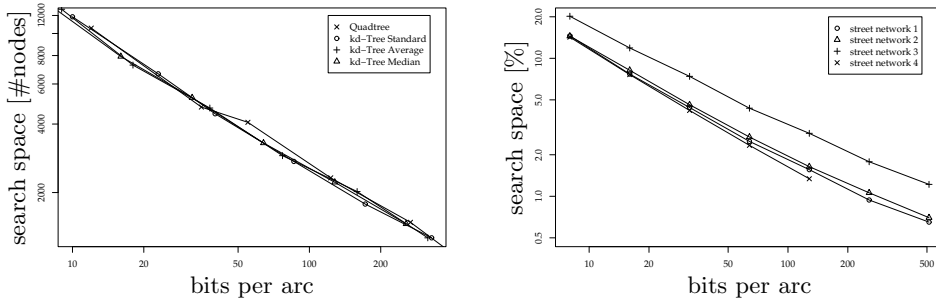 search space [#nodes]
12000
8000
6000
4000
2000
10
20
50
100
200
bits per arc
Quadtree
kd−Tree Standard
kd−Tree Average
kd−Tree Median
search space [%]
20.0
10.0
5.0
2.0
1.0
0.5
10
20
50
100
200
500
bits per arc
street network 1
street network 2
street network 3
street network 4